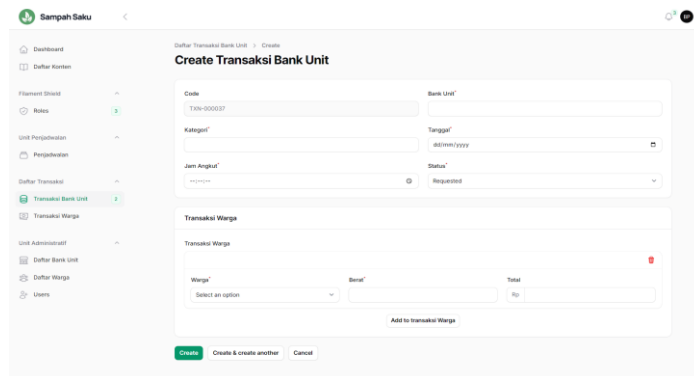 Sampah Saku
3
BP
Dashboard
Daftar Konten
Filament Shield
Roles
3
Unit Penjadwalan
Penjadwalan
Daftar Transaksi
Transaksi Bank Unit
2
Transaksi Warga
Unit Administratif
Daftar Bank Unit
Daftar Warga
Users
Daftar Transaksi Bank Unit > Create
Create Transaksi Bank Unit
Code
Bank Unit*
TXN-000037
Kategori*
Tanggal*
dd/mm/yyyy
Jam Angkut*
Status*
--:--:--
Requested
Transaksi Warga
Transaksi Warga
Warga*
Berat*
Total
Select an option
Rp
Add to transaksi Warga
Create
Create & create another
Cancel